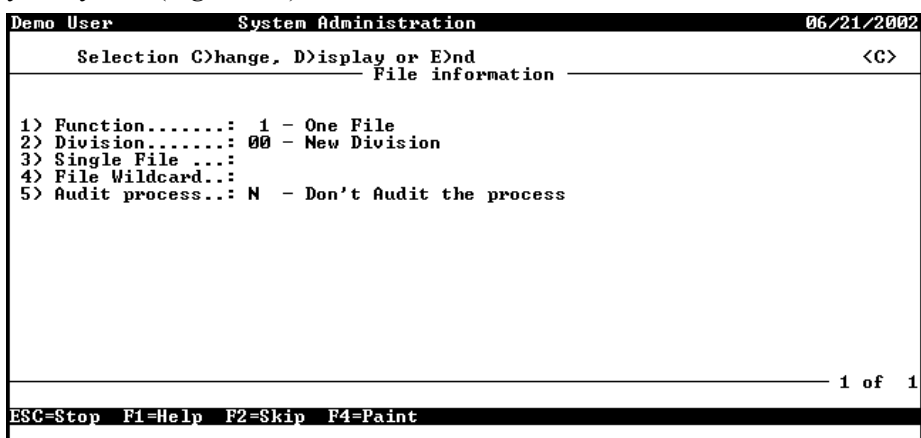 Demo User System Administration 06/21/2002
Selection C)hange, D)isplay or E)nd <C>
File information
1) Function.......: 1 - One File
2) Division.......: 00 - New Division
3) Single File ...:
4) File Wildcard..:
5) Audit process..: N - Don't Audit the process
1 of 1
ESC=Stop F1=Help F2=Skip F4=Paint